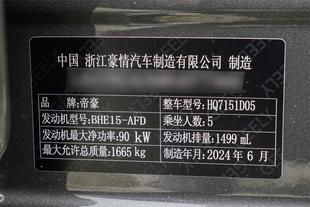 中国 浙江豪情汽车制造有限公司 制造
品牌:帝豪 整车型号:HQ7151D05
发动机型号:BHE15-AFD 乘坐人数:5
发动机最大净功率:90 kW 发动机排量:1499 mL
最大允许总质量:1665 kg 制造年月:2024 年 6 月